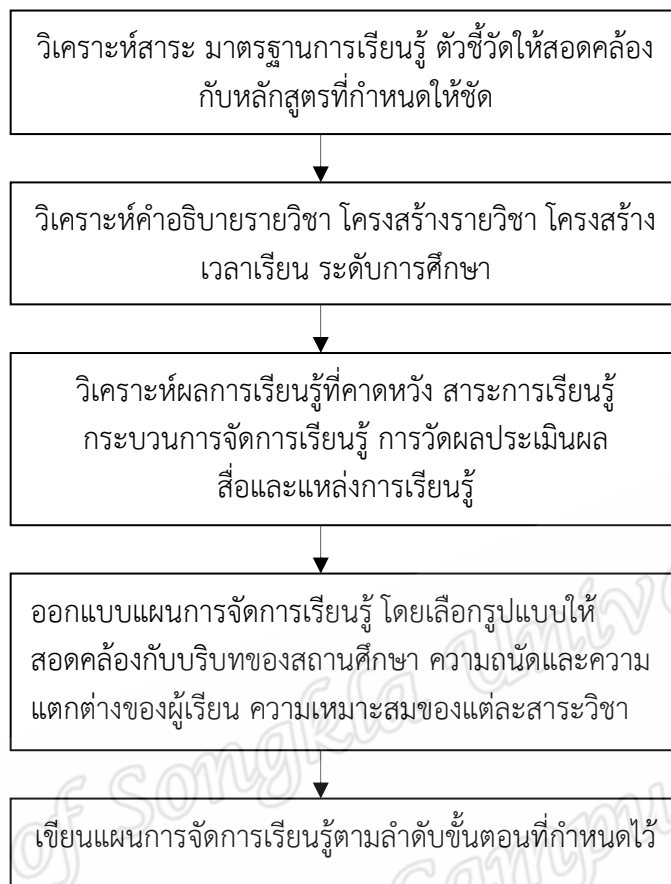 วิเคราะห์สาระ มาตรฐานการเรียนรู้ ตัวชี้วัดให้สอดคล้อง
กับหลักสูตรที่กำหนดให้ชัด
วิเคราะห์คำอธิบายรายวิชา โครงสร้างรายวิชา โครงสร้าง
เวลาเรียน ระดับการศึกษา
วิเคราะห์ผลการเรียนรู้ที่คาดหวัง สาระการเรียนรู้
กระบวนการจัดการเรียนรู้ การวัดผลประเมินผล
สื่อและแหล่งการเรียนรู้
ออกแบบแผนการจัดการเรียนรู้ โดยเลือกรูปแบบให้
สอดคล้องกับบริบทของสถานศึกษา ความถนัดและความ
แตกต่างของผู้เรียน ความเหมาะสมของแต่ละสาระวิชา
เขียนแผนการจัดการเรียนรู้ตามลำดับขั้นตอนที่กำหนดไว้
of Songkla